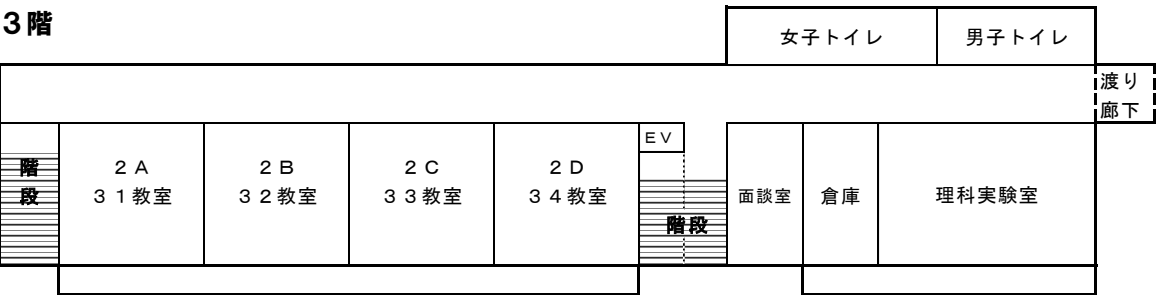 ３階
女子トイレ
男子トイレ
渡り
廊下
階
段
２Ａ
３１教室
２Ｂ
３２教室
２Ｃ
３３教室
２Ｄ
３４教室
ＥＶ
階段
面談室
倉庫
理科実験室